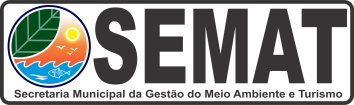 SEMAT
Secretaria Municipal da Gestão do Meio Ambiente e Turismo